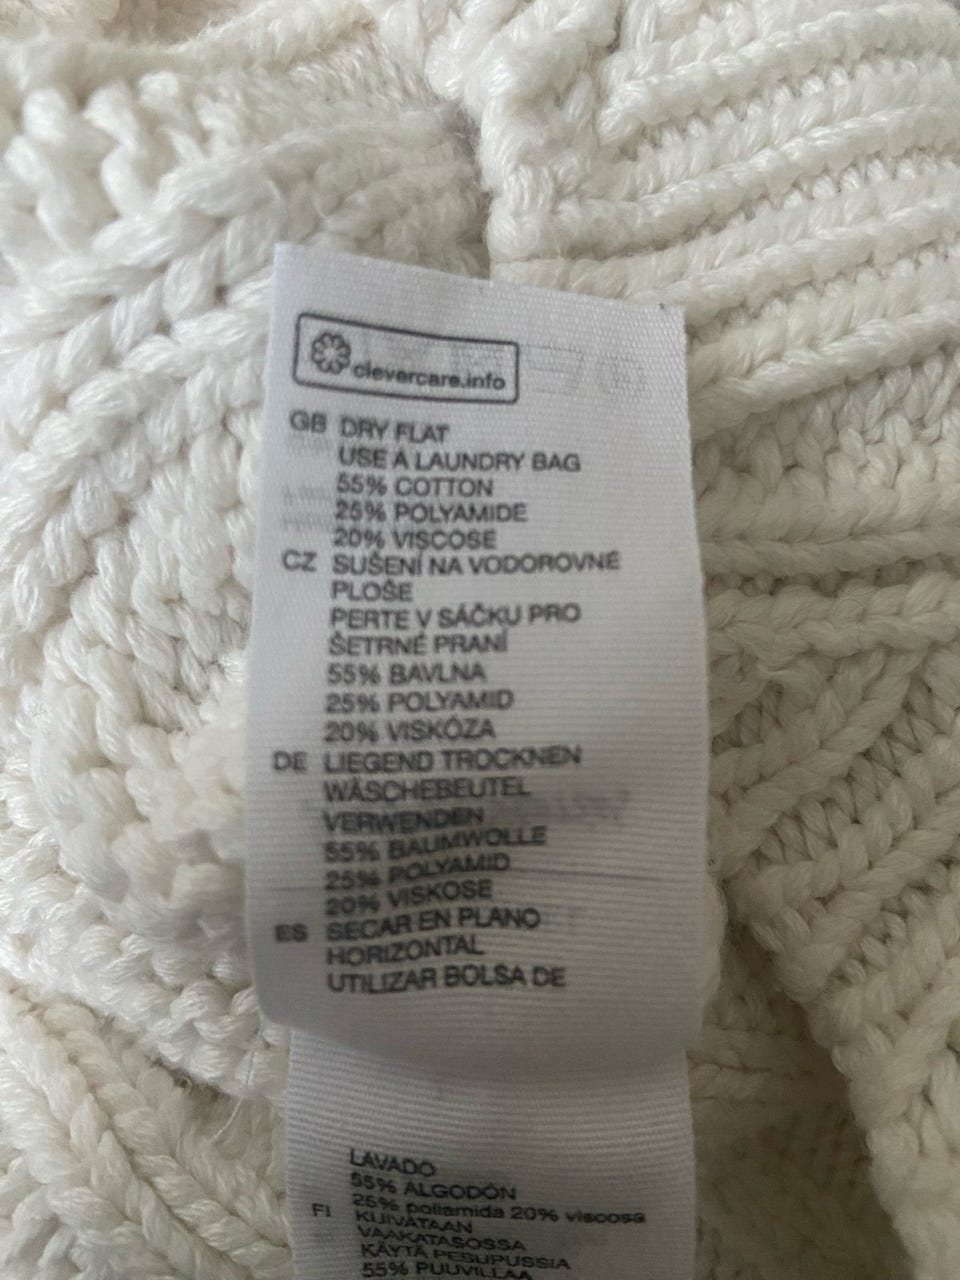 clevercare.info
GB DRY FLAT
USE A LAUNDRY BAG
55% COTTON
25% POLYAMIDE
20% VISCOSE
CZ SUŠENÍ NA VODOROVNÉ
PLOŠE
PERTE V SÁČKU PRO
ŠETRNÉ PRANÍ
55% BAVLNA
25% POLYAMID
20% VISKÓZA
DE LIEGEND TROCKNEN
WÄSCHEBEUTEL
VERWENDEN
55% BAUMWOLLE
25% POLYAMID
20% VISKOSE
ES SECAR EN PLANO
HORIZONTAL
UTILIZAR BOLSA DE
LAVADO
55% ALGODÓN
25% poliamida 20% viscosa
FI KUIVATAAN
VAAKATASOSSA
KÄYTÄ PESUPUSSIA
55% PUUVILLAA